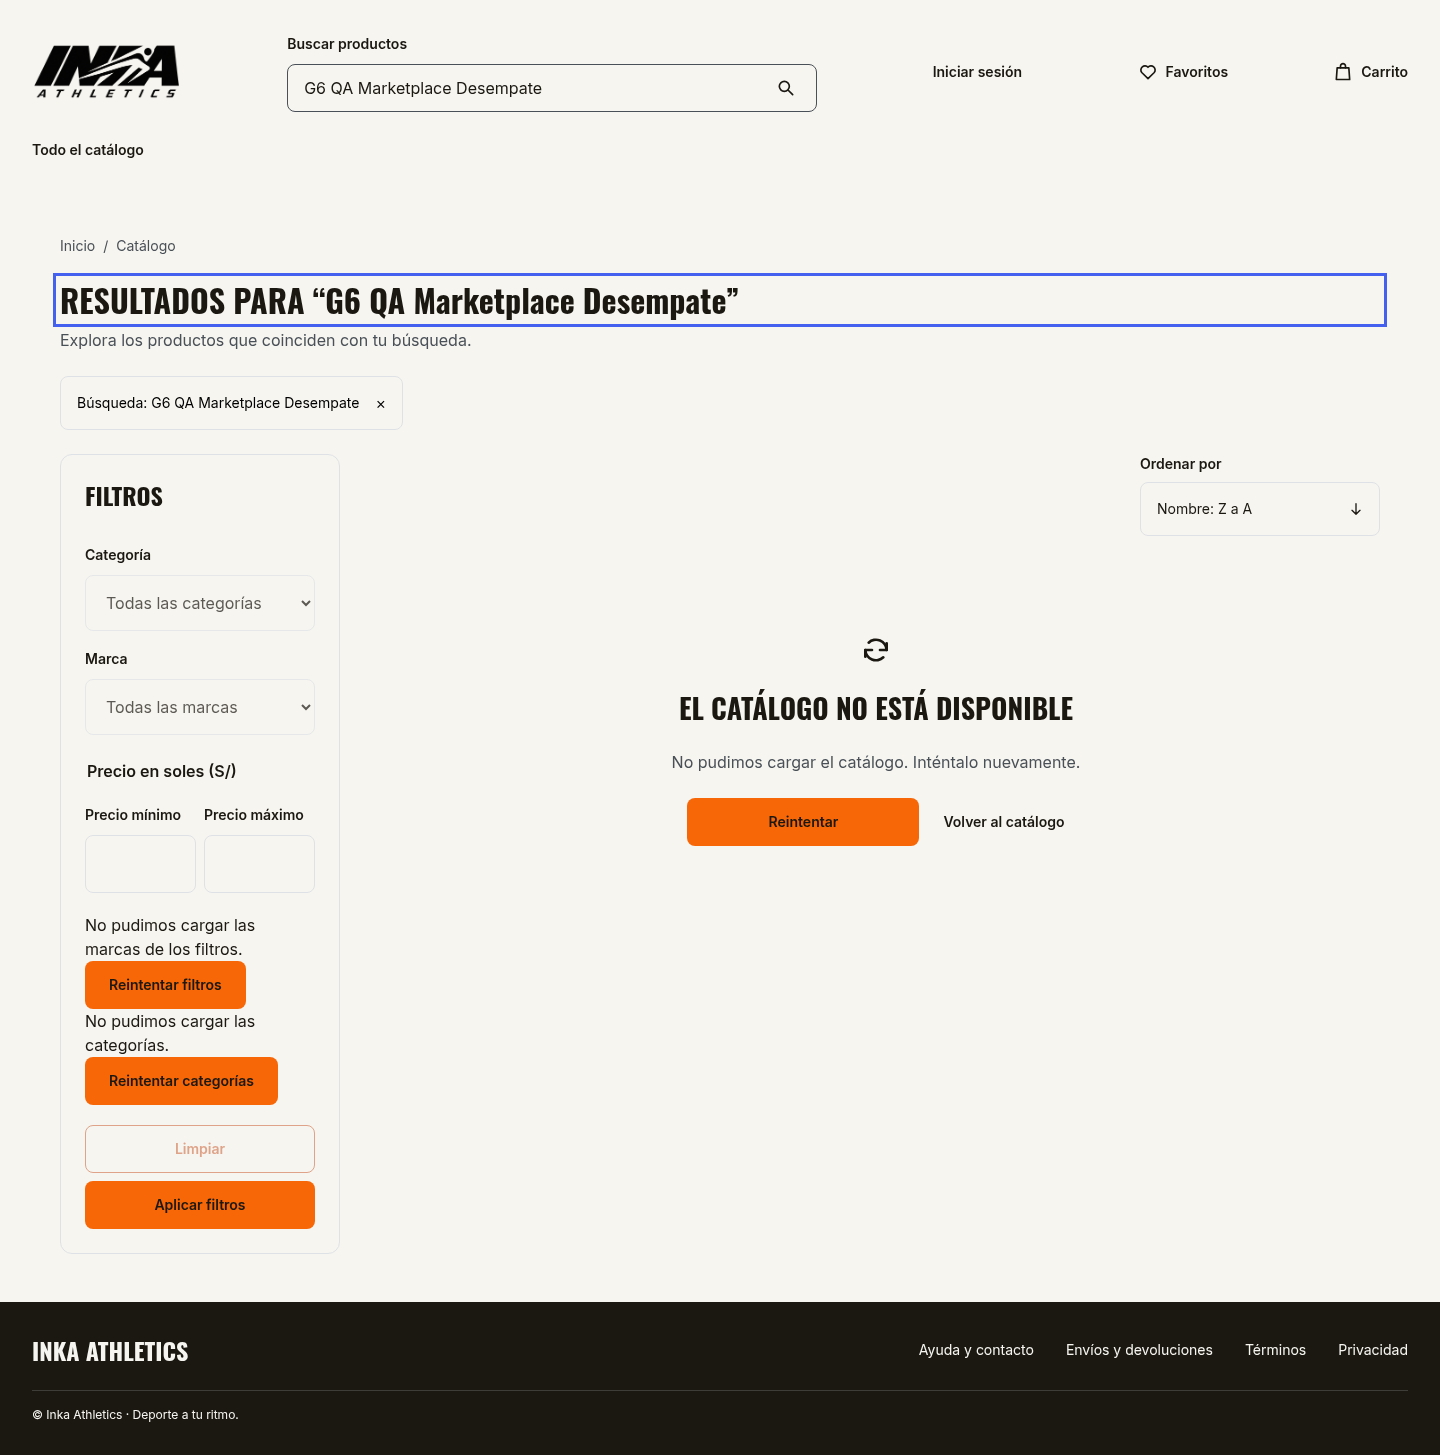 INKA
ATHLETICS
Buscar productos
G6 QA Marketplace Desempate
Iniciar sesión
Favoritos
Carrito
Todo el catálogo
Inicio / Catálogo
RESULTADOS PARA “G6 QA Marketplace Desempate”
Explora los productos que coinciden con tu búsqueda.
Búsqueda: G6 QA Marketplace Desempate ×
FILTROS
Categoría
Todas las categorías
Marca
Todas las marcas
Precio en soles (S/)
Precio mínimo Precio máximo
No pudimos cargar las
marcas de los filtros.
Reintentar filtros
No pudimos cargar las
categorías.
Reintentar categorías
Limpiar
Aplicar filtros
Ordenar por
Nombre: Z a A
EL CATÁLOGO NO ESTÁ DISPONIBLE
No pudimos cargar el catálogo. Inténtalo nuevamente.
Reintentar
Volver al catálogo
INKA ATHLETICS
Ayuda y contacto
Envíos y devoluciones
Términos
Privacidad
© Inka Athletics · Deporte a tu ritmo.